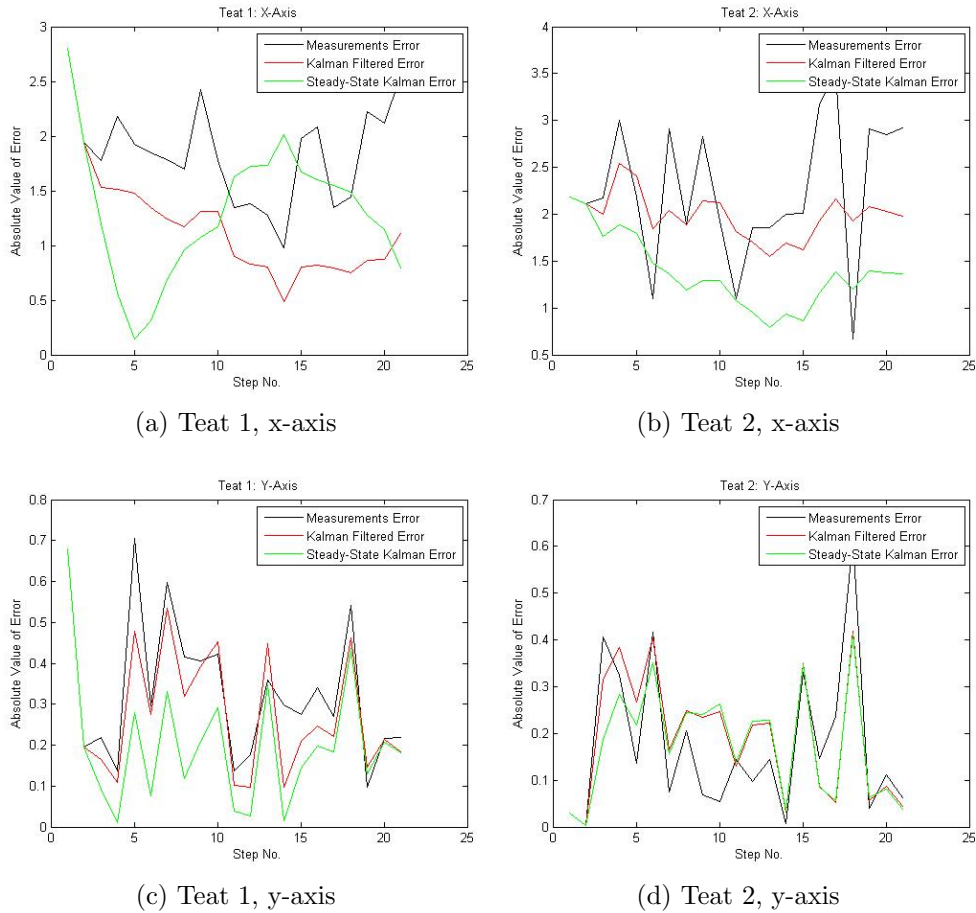 Teat 1: X-Axis
Absolute Value of Error
3
2.5
2
1.5
1
0.5
0
Measurements Error
Kalman Filtered Error
Steady-State Kalman Error
0 5 10 15 20 25
Step No.
(a) Teat 1, x-axis
Teat 2: X-Axis
Absolute Value of Error
4
3.5
3
2.5
2
1.5
1
0.5
Measurements Error
Kalman Filtered Error
Steady-State Kalman Error
0 5 10 15 20 25
Step No.
(b) Teat 2, x-axis
Teat 1: Y-Axis
Absolute Value of Error
0.8
0.7
0.6
0.5
0.4
0.3
0.2
0.1
0
Measurements Error
Kalman Filtered Error
Steady-State Kalman Error
0 5 10 15 20 25
Step No.
(c) Teat 1, y-axis
Teat 2: Y-Axis
Absolute Value of Error
0.7
0.6
0.5
0.4
0.3
0.2
0.1
0
Measurements Error
Kalman Filtered Error
Steady-State Kalman Error
0 5 10 15 20 25
Step No.
(d) Teat 2, y-axis